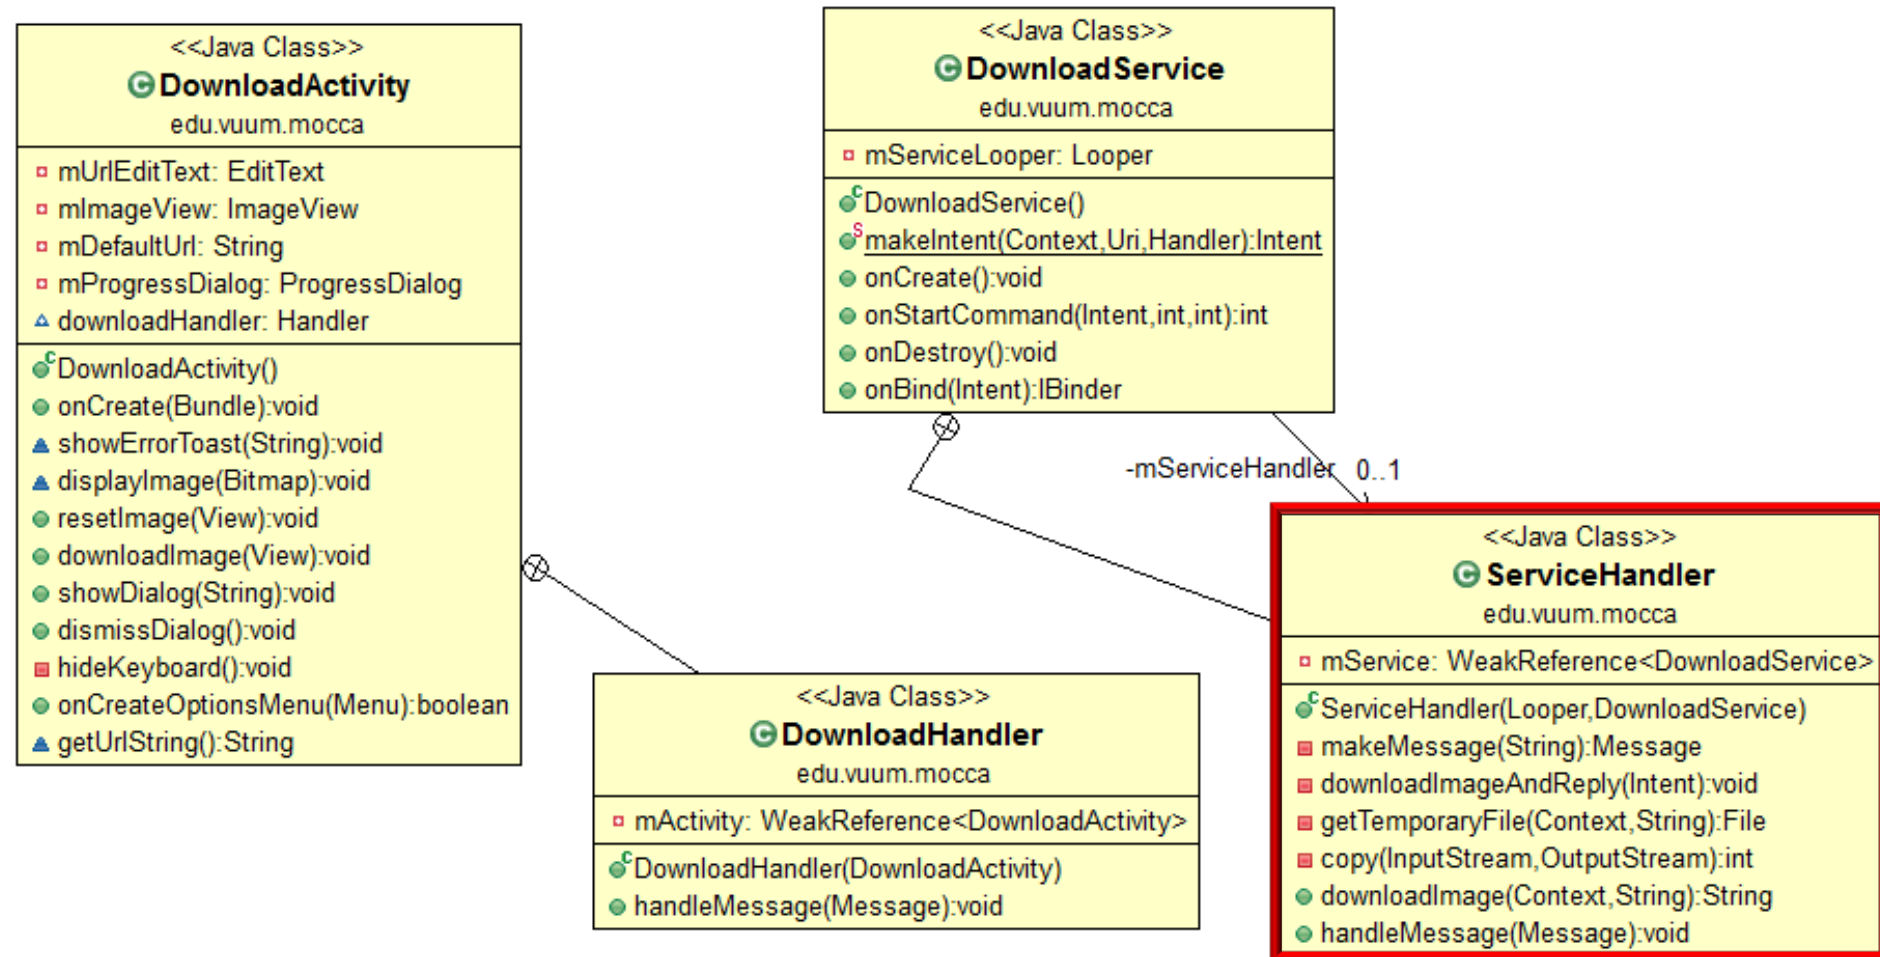 <<Java Class>>
DownloadActivity
edu.vuum.mocca
mUrlEditText: EditText
mImageView: ImageView
mDefaultUrl: String
mProgressDialog: ProgressDialog
downloadHandler: Handler
DownloadActivity()
onCreate(Bundle):void
showErrorToast(String):void
displayImage(Bitmap):void
resetImage(View):void
downloadImage(View):void
showDialog(String):void
dismissDialog():void
hideKeyboard():void
onCreateOptionsMenu(Menu):boolean
getUrlString():String
<<Java Class>>
DownloadService
edu.vuum.mocca
mServiceLooper: Looper
DownloadService()
makeIntent(Context,Uri,Handler):Intent
onCreate():void
onStartCommand(Intent,int,int):int
onDestroy():void
onBind(Intent):IBinder
-mServiceHandler 0..1
<<Java Class>>
DownloadHandler
edu.vuum.mocca
mActivity: WeakReference<DownloadActivity>
DownloadHandler(DownloadActivity)
handleMessage(Message):void
<<Java Class>>
ServiceHandler
edu.vuum.mocca
mService: WeakReference<DownloadService>
ServiceHandler(Looper,DownloadService)
makeMessage(String):Message
downloadImageAndReply(Intent):void
getTemporaryFile(Context,String):File
copy(InputStream,OutputStream):int
downloadImage(Context,String):String
handleMessage(Message):void